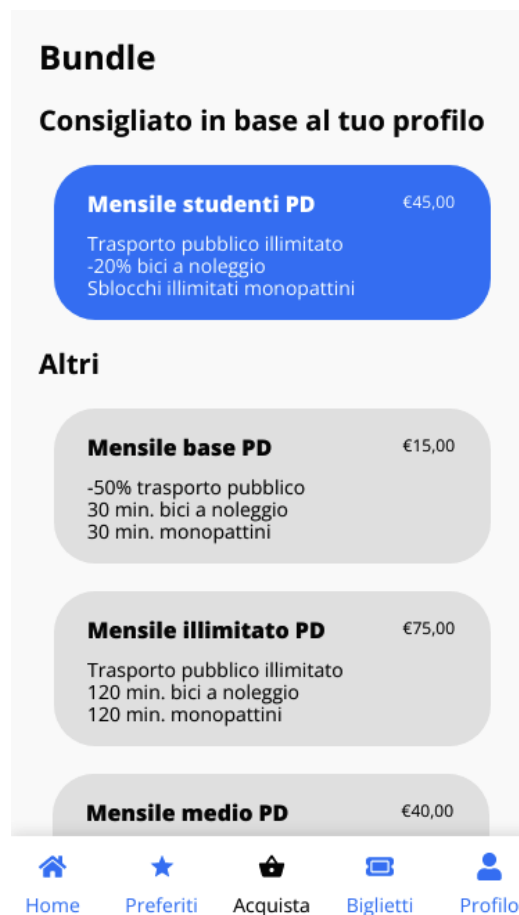 Bundle
Consigliato in base al tuo profilo
Mensile studenti PD €45,00
Trasporto pubblico illimitato
-20% bici a noleggio
Sblocchi illimitati monopattini
Altri
Mensile base PD €15,00
-50% trasporto pubblico
30 min. bici a noleggio
30 min. monopattini
Mensile illimitato PD €75,00
Trasporto pubblico illimitato
120 min. bici a noleggio
120 min. monopattini
Mensile medio PD €40,00
Home Preferiti Acquista Biglietti Profilo